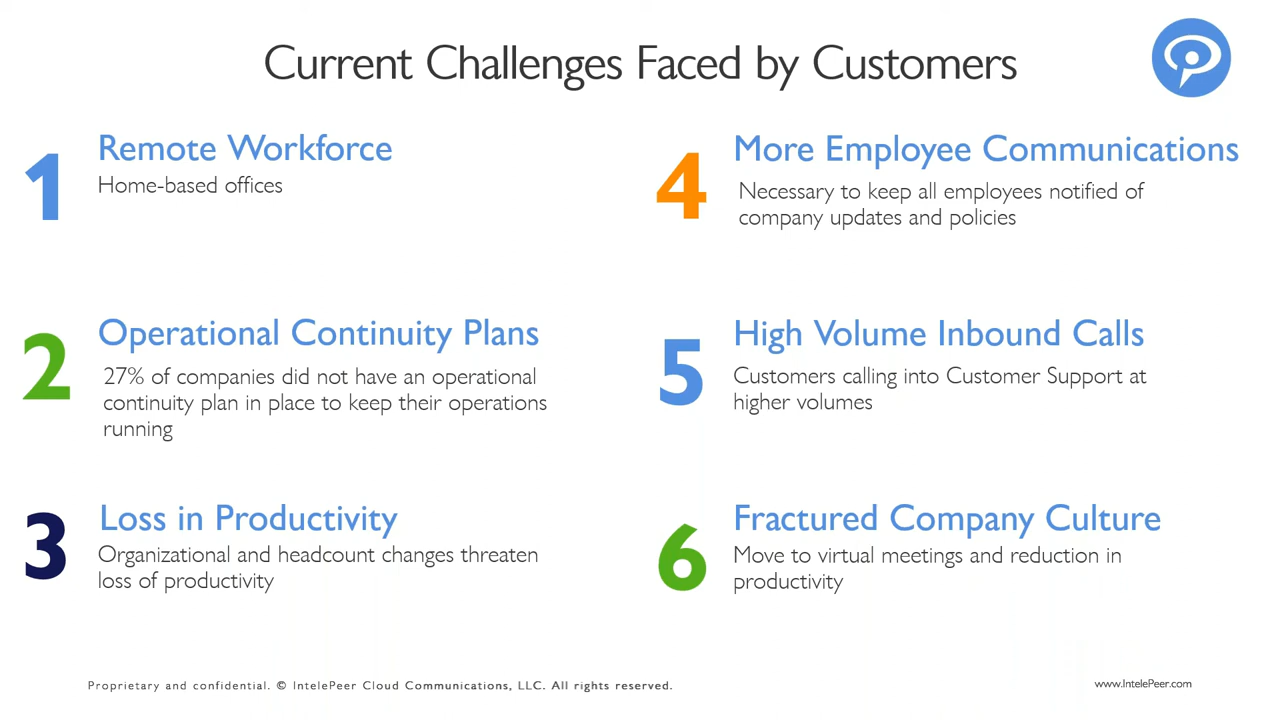 Current Challenges Faced by Customers
1
Remote Workforce
Home-based offices
2
Operational Continuity Plans
27% of companies did not have an operational
continuity plan in place to keep their operations
running
3
Loss in Productivity
Organizational and headcount changes threaten
loss of productivity
4
More Employee Communications
Necessary to keep all employees notified of
company updates and policies
5
High Volume Inbound Calls
Customers calling into Customer Support at
higher volumes
6
Fractured Company Culture
Move to virtual meetings and reduction in
productivity
Proprietary and confidential. © IntelePeer Cloud Communications, LLC. All rights reserved.
www.IntelePeer.com